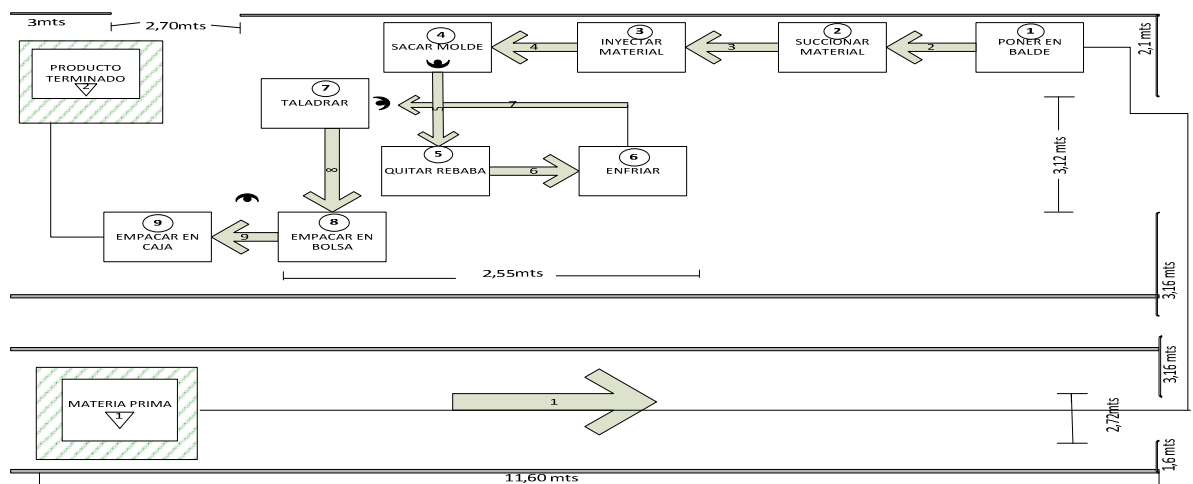 3mts
2,70mts
PRODUCTO
TERMINADO
2
4
SACAR MOLDE
4
3
INYECTAR
MATERIAL
3
2
SUCCIONAR
MATERIAL
2
1
PONER EN
BALDE
2,1 mts
7
TALADRAR
7
5
5
QUITAR REBABA
6
6
ENFRIAR
3,12 mts
8
9
EMPACAR EN
CAJA
9
8
EMPACAR EN
BOLSA
2,55mts
3,16 mts
3,16 mts
MATERIA PRIMA
1
1
2,72mts
1,6 mts
11,60 mts